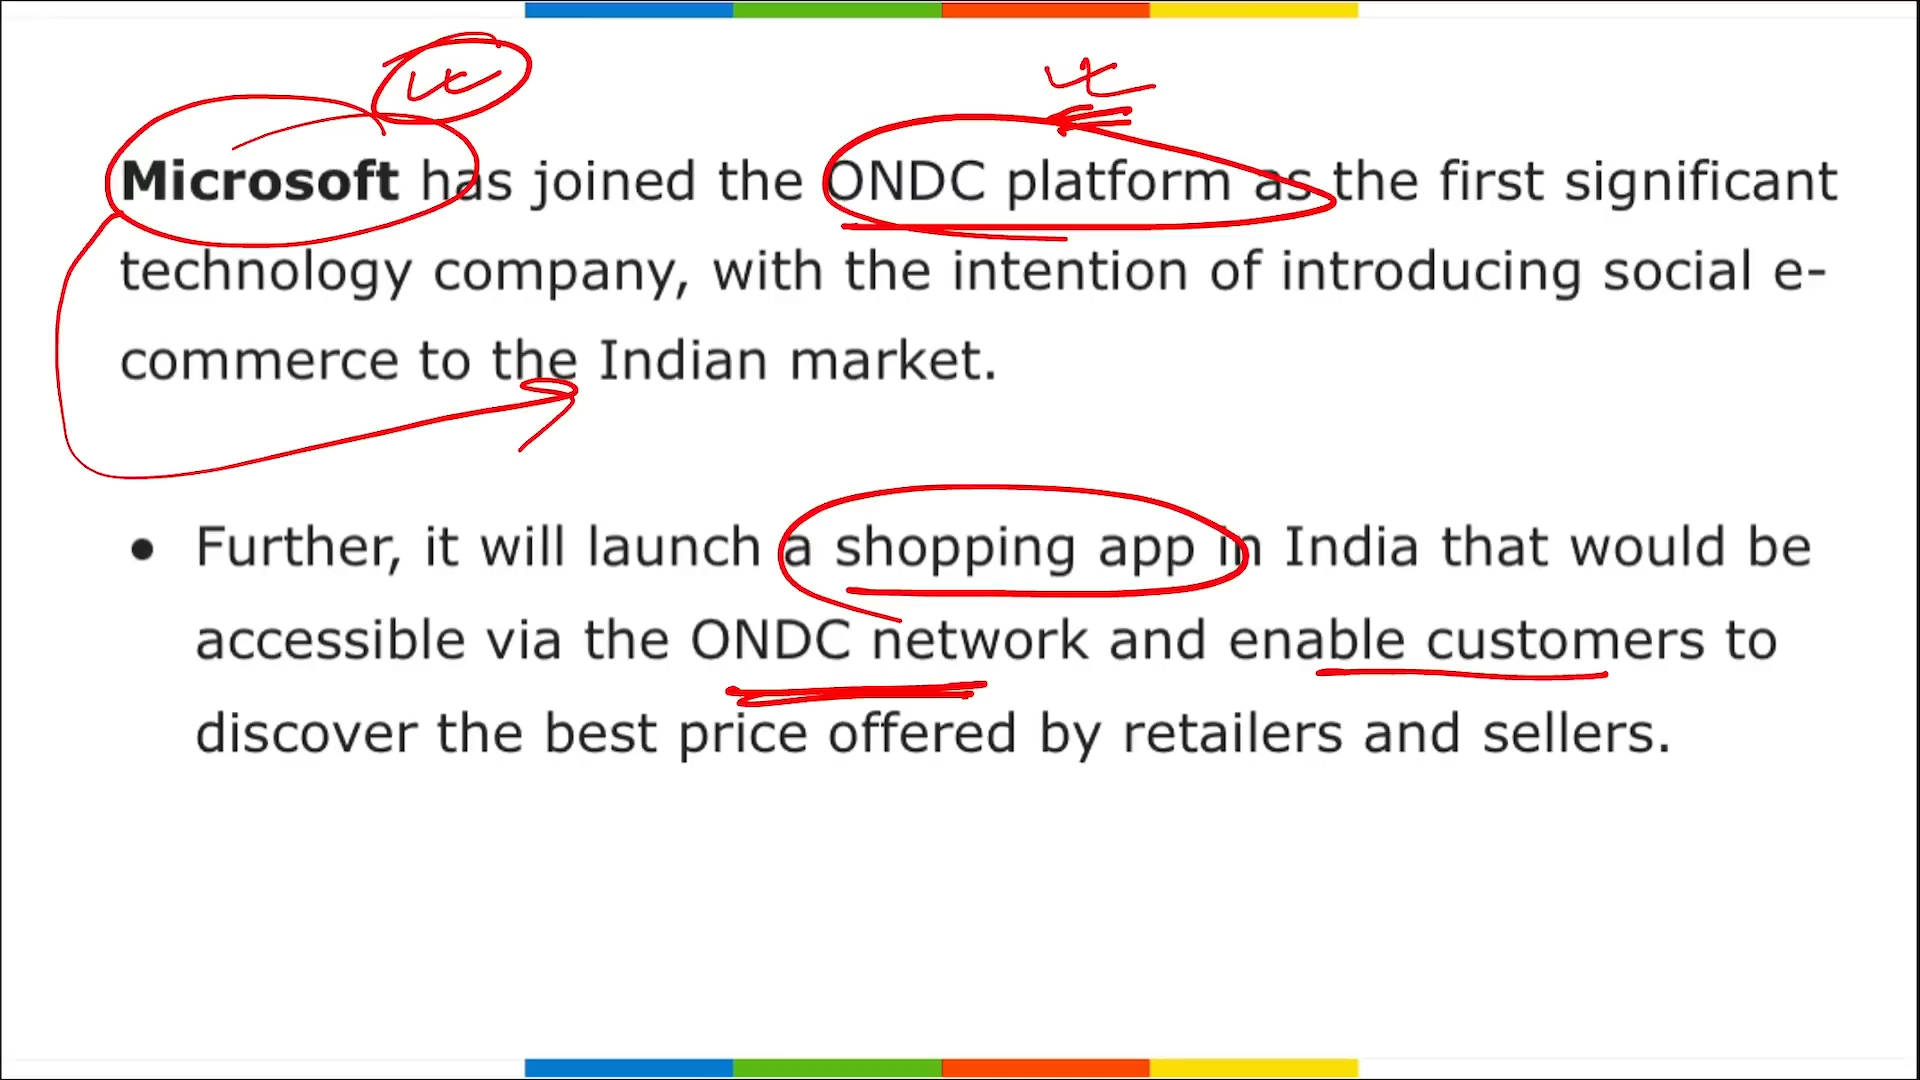 Microsoft has joined the ONDC platform as the first significant
technology company, with the intention of introducing social e-
commerce to the Indian market.
• Further, it will launch a shopping app in India that would be
accessible via the ONDC network and enable customers to
discover the best price offered by retailers and sellers.